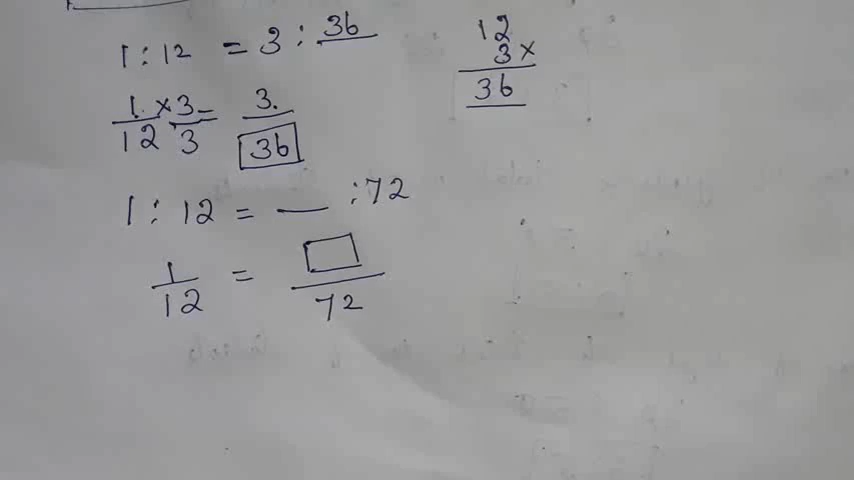 1 : 12 = 3 : 36
12
3 ×
36
1 × 3 = 3
12 3 36
1 : 12 = __ : 72
1 = □
12 72